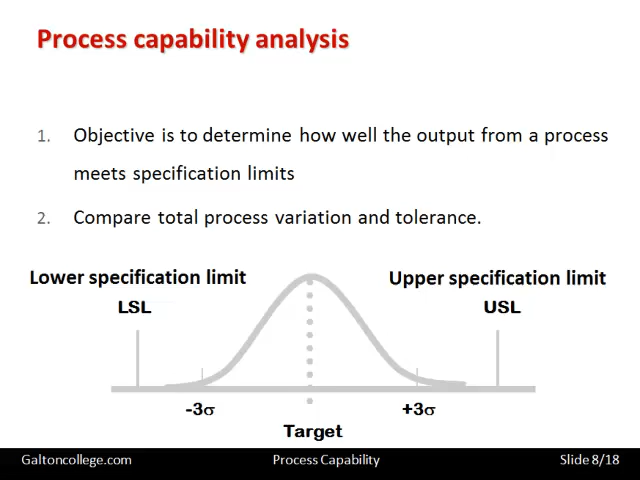 Process capability analysis
1. Objective is to determine how well the output from a process
meets specification limits
2. Compare total process variation and tolerance.
Lower specification limit
LSL
Upper specification limit
USL
-3σ
+3σ
Target
Galtoncollege.com
Process Capability
Slide 8/18